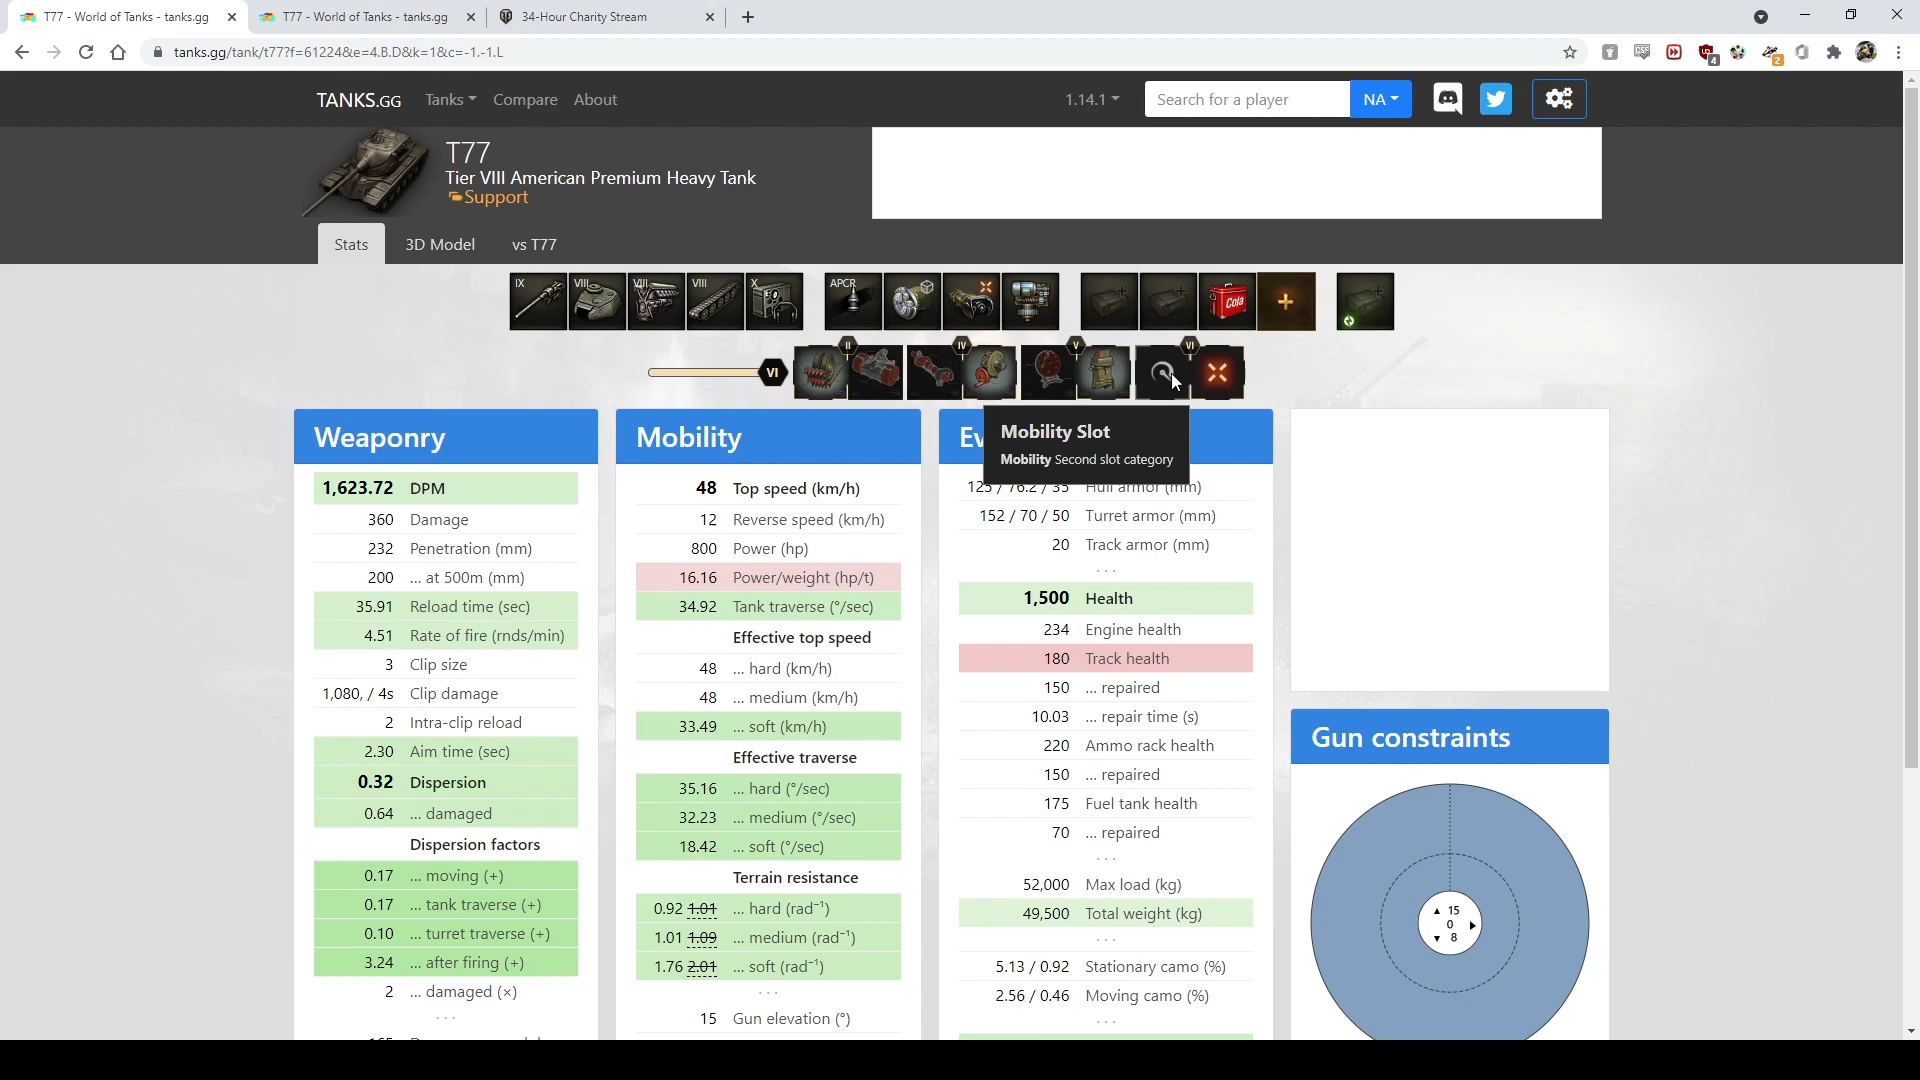 T77 - World of Tanks - tanks.gg
T77 - World of Tanks - tanks.gg
34-Hour Charity Stream
tanks.gg/tank/t77?f=61224&e=4.B.D&k=1&c=-1.-1.L
4
2
TANKS.GG
Tanks
Compare
About
1.14.1
Search for a player
NA
T77
Tier VIII American Premium Heavy Tank
Support
Stats
3D Model
vs T77
IX
VIII
VIII
VIII
X
APCR
Cola
VI
II
IV
V
VI
Mobility Slot
Mobility Second slot category
Weaponry
1,623.72 DPM
360 Damage
232 Penetration (mm)
200 ... at 500m (mm)
35.91 Reload time (sec)
4.51 Rate of fire (rnds/min)
3 Clip size
1,080, / 4s Clip damage
2 Intra-clip reload
2.30 Aim time (sec)
0.32 Dispersion
0.64 ... damaged
Dispersion factors
0.17 ... moving (+)
0.17 ... tank traverse (+)
0.10 ... turret traverse (+)
3.24 ... after firing (+)
2 ... damaged (×)
...
Mobility
48 Top speed (km/h)
12 Reverse speed (km/h)
800 Power (hp)
16.16 Power/weight (hp/t)
34.92 Tank traverse (°/sec)
Effective top speed
48 ... hard (km/h)
48 ... medium (km/h)
33.49 ... soft (km/h)
Effective traverse
35.16 ... hard (°/sec)
32.23 ... medium (°/sec)
18.42 ... soft (°/sec)
Terrain resistance
0.92 1.01 ... hard (rad⁻¹)
1.01 1.09 ... medium (rad⁻¹)
1.76 2.01 ... soft (rad⁻¹)
...
15 Gun elevation (°)
Ev
125 / 76.2 / 35 Hull armor (mm)
152 / 70 / 50 Turret armor (mm)
20 Track armor (mm)
...
1,500 Health
234 Engine health
180 Track health
150 ... repaired
10.03 ... repair time (s)
220 Ammo rack health
150 ... repaired
175 Fuel tank health
70 ... repaired
...
52,000 Max load (kg)
49,500 Total weight (kg)
...
5.13 / 0.92 Stationary camo (%)
2.56 / 0.46 Moving camo (%)
...
Gun constraints
15
0
8